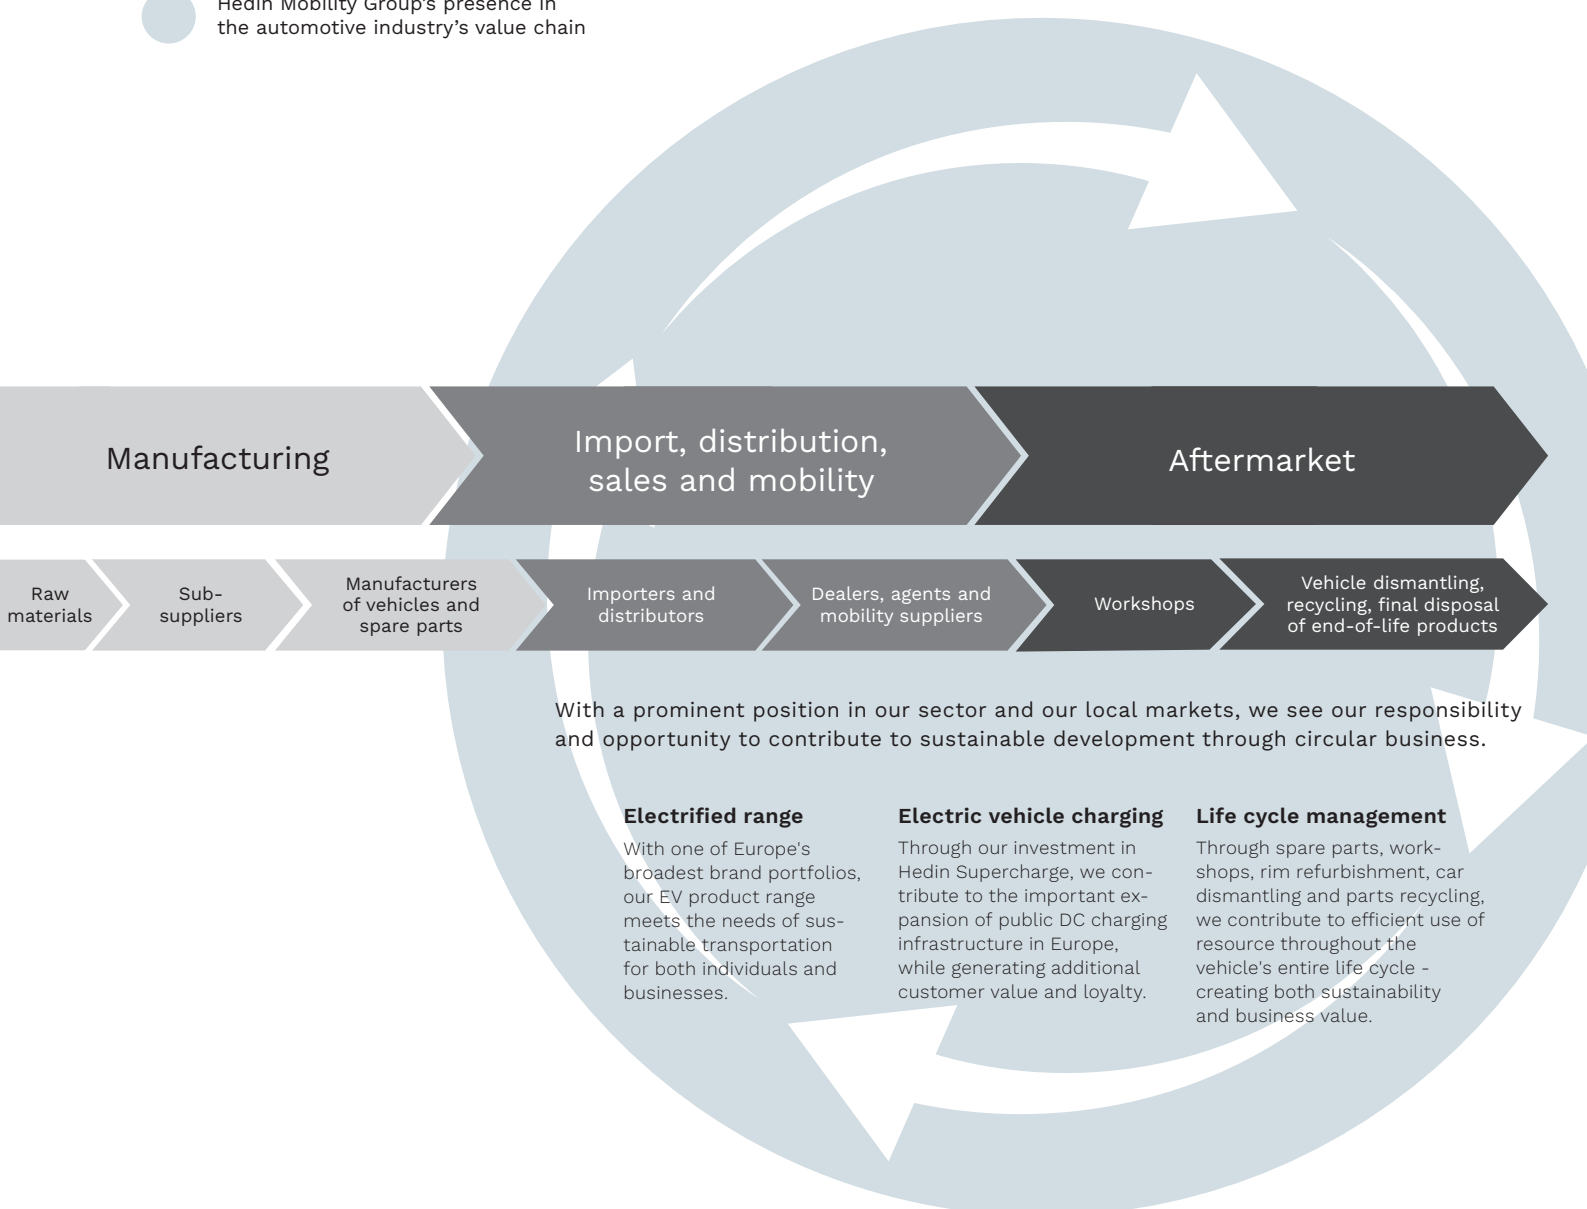 Hedin Mobility Group's presence in
the automotive industry's value chain
Manufacturing
Import, distribution,
sales and mobility
Aftermarket
Raw
materials
Sub-
suppliers
Manufacturers
of vehicles and
spare parts
Importers and
distributors
Dealers, agents and
mobility suppliers
Workshops
Vehicle dismantling,
recycling, final disposal
of end-of-life products
With a prominent position in our sector and our local markets, we see our responsibility
and opportunity to contribute to sustainable development through circular business.
Electrified range
With one of Europe's
broadest brand portfolios,
our EV product range
meets the needs of sus-
tainable transportation
for both individuals and
businesses.
Electric vehicle charging
Through our investment in
Hedin Supercharge, we con-
tribute to the important ex-
pansion of public DC charging
infrastructure in Europe,
while generating additional
customer value and loyalty.
Life cycle management
Through spare parts, work-
shops, rim refurbishment, car
dismantling and parts recycling,
we contribute to efficient use of
resource throughout the
vehicle's entire life cycle -
creating both sustainability
and business value.